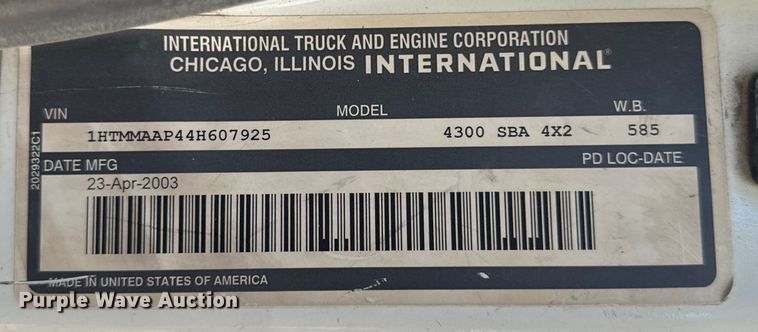 INTERNATIONAL TRUCK AND ENGINE CORPORATION
CHICAGO, ILLINOIS INTERNATIONAL®
VIN MODEL W.B.
1HTMMAAP44H607925 4300 SBA 4X2 585
DATE MFG PD LOC-DATE
23-Apr-2003
MADE IN UNITED STATES OF AMERICA
2029322C1
Purple Wave Auction